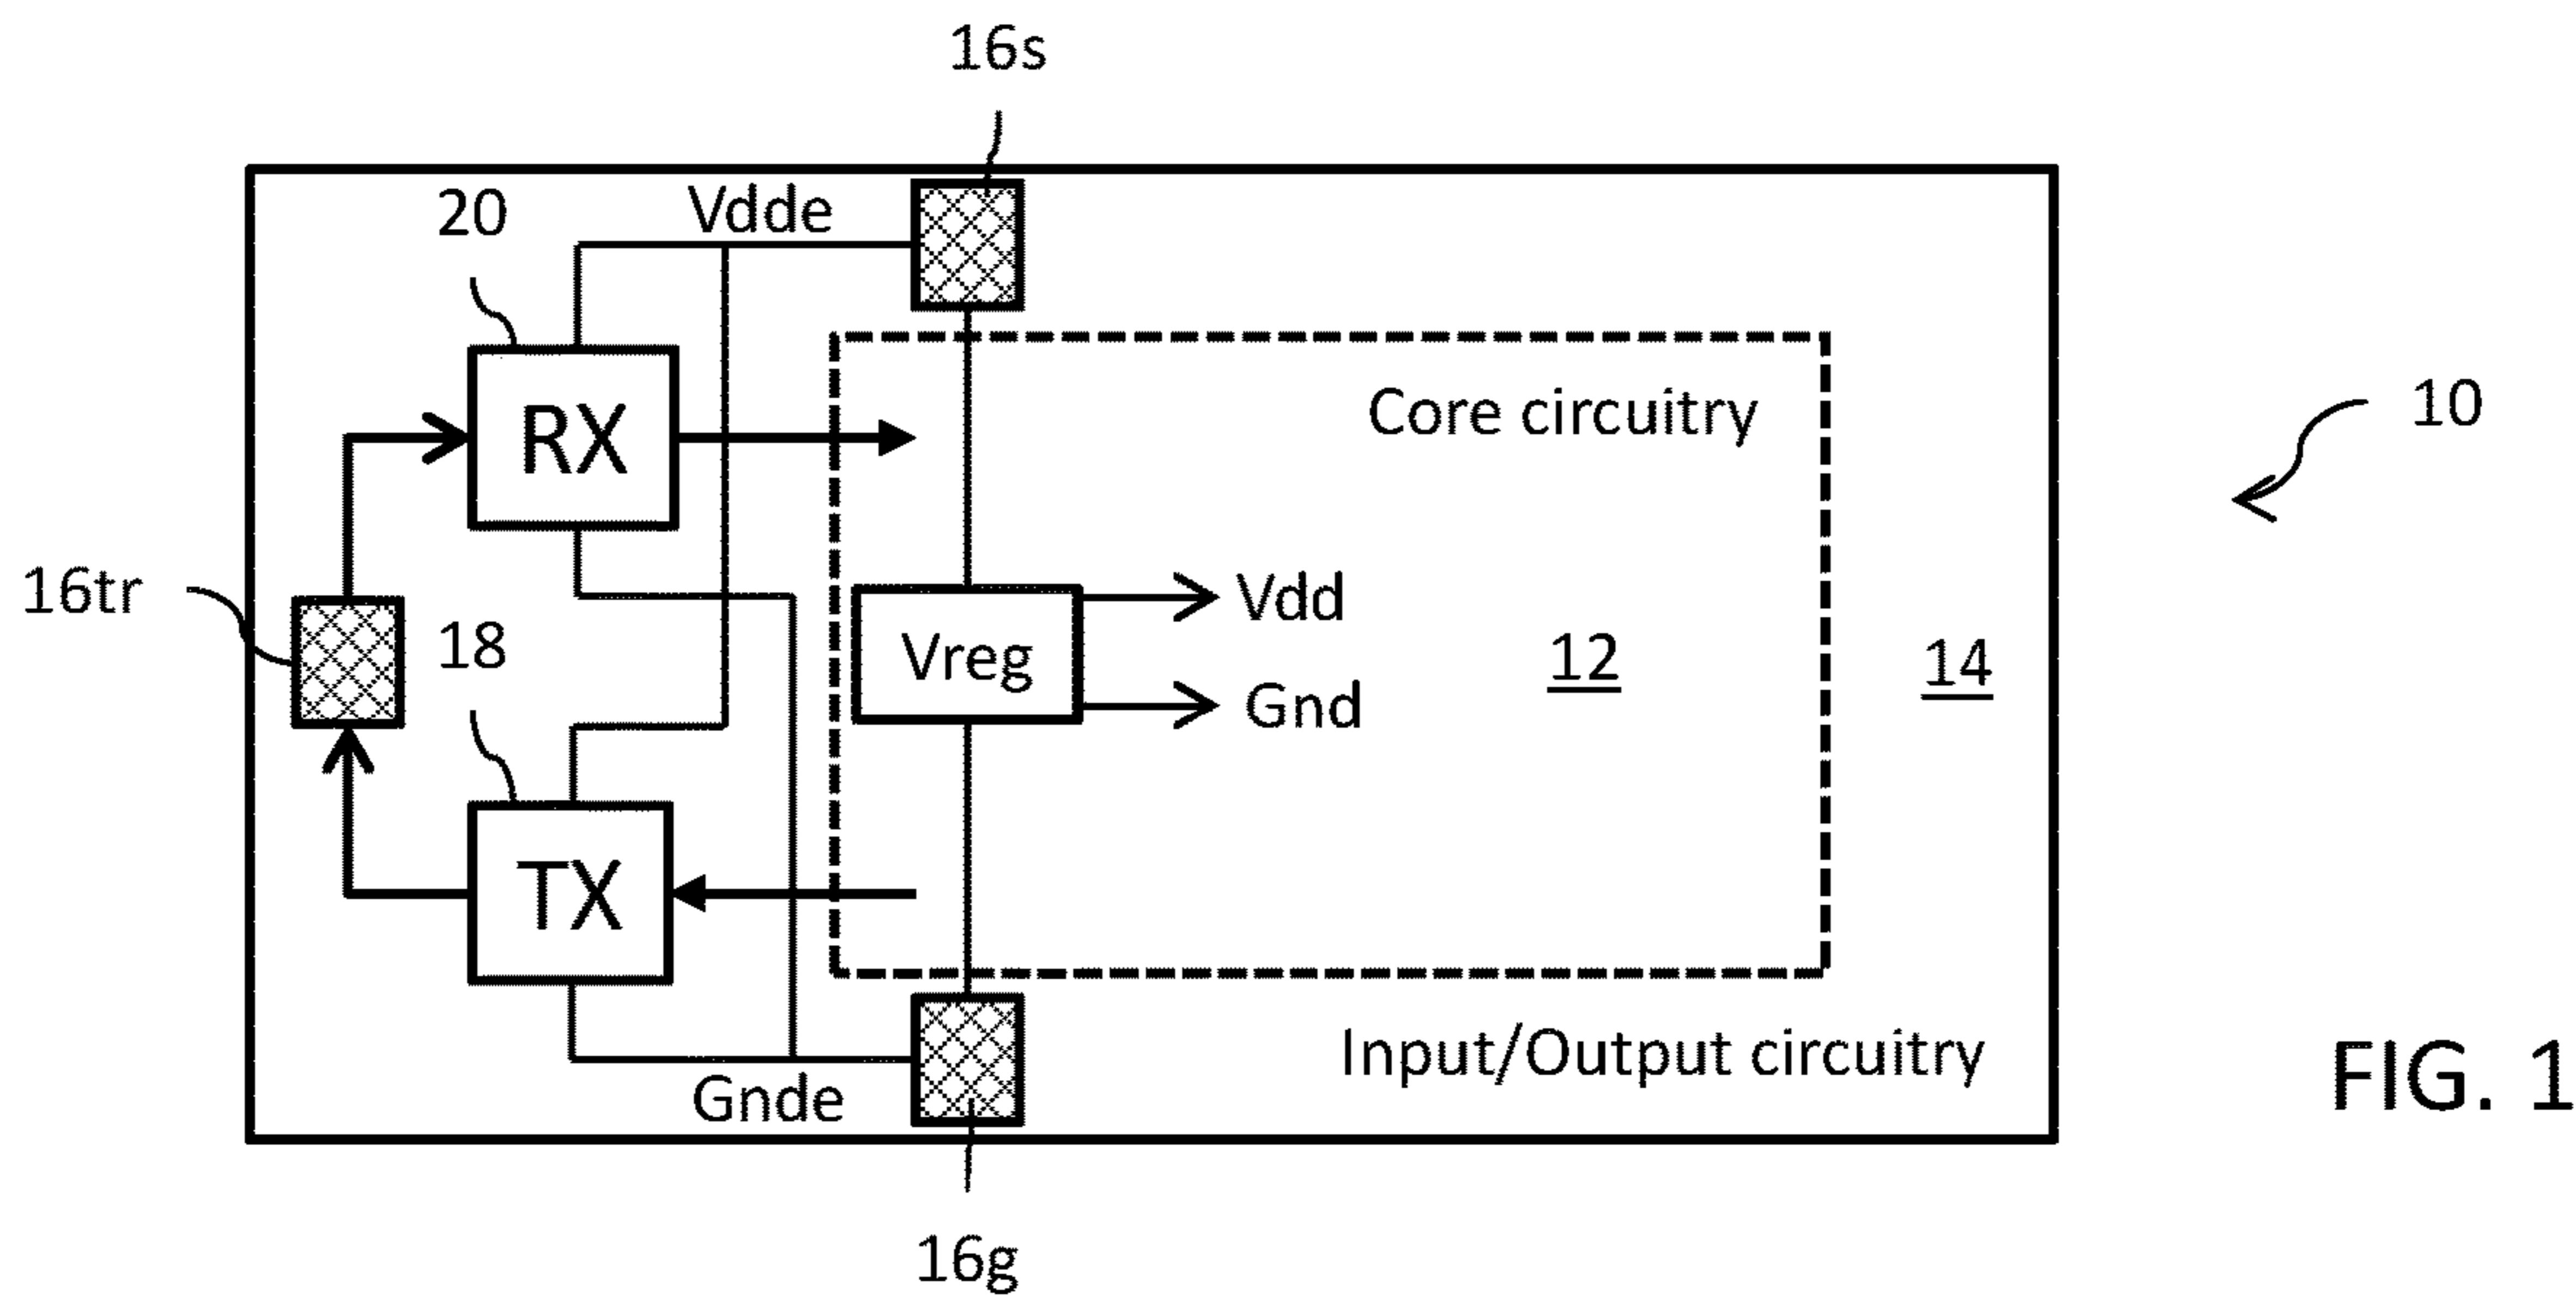 16s
20
Vdde
RX
Core circuitry
10
16tr
18
Vreg
Vdd
Gnd
12
14
TX
Input/Output circuitry
Gnde
FIG. 1
16g